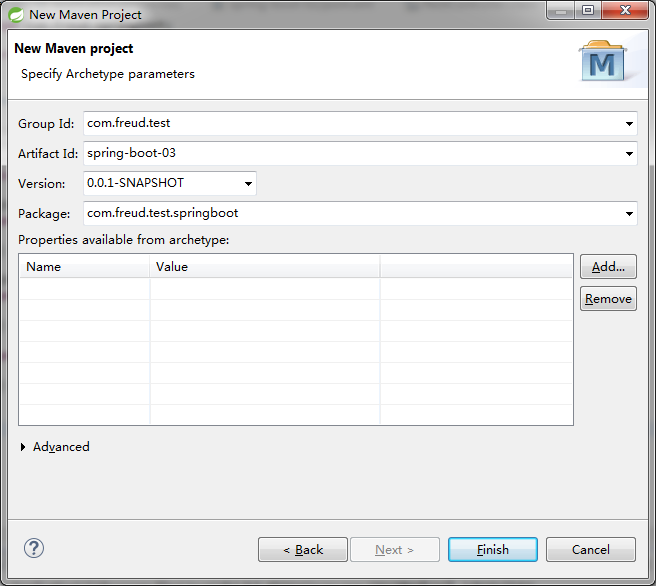 New Maven Project
New Maven project
Specify Archetype parameters
M
Group Id: com.freud.test
Artifact Id: spring-boot-03
Version: 0.0.1-SNAPSHOT
Package: com.freud.test.springboot
Properties available from archetype:
Name Value
Add...
Remove
Advanced
? < Back Next > Finish Cancel